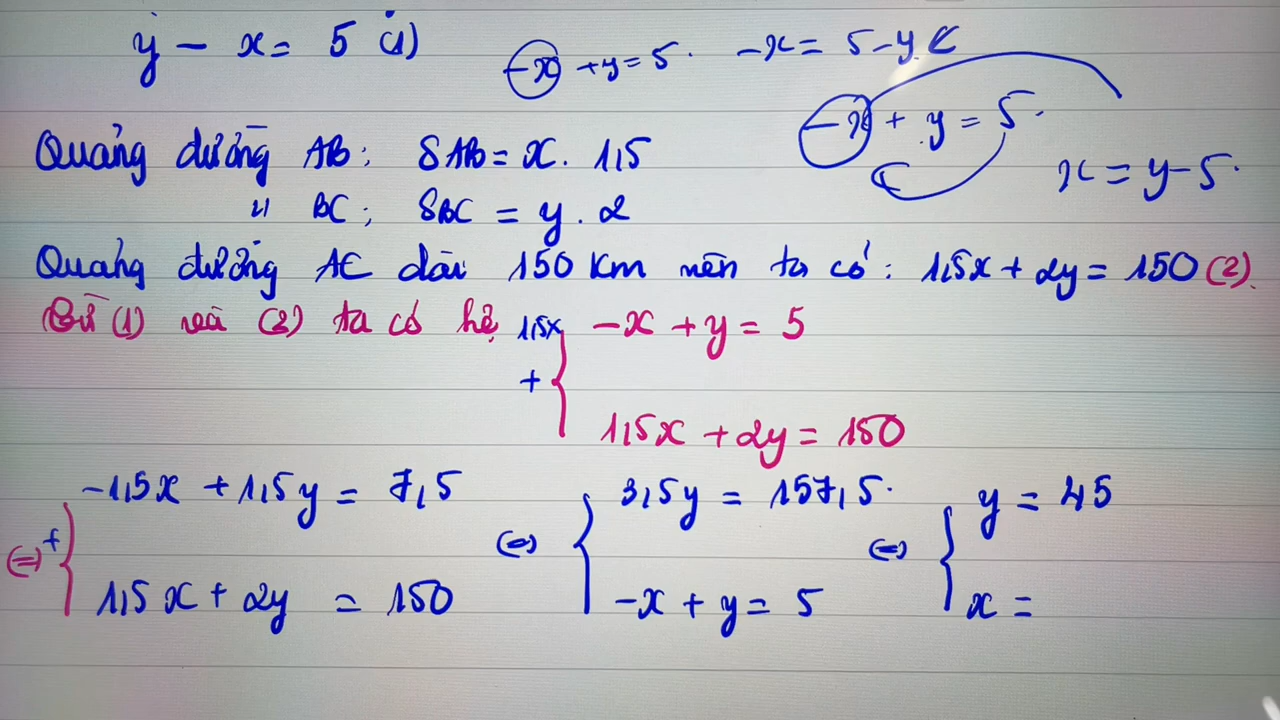 y - x = 5 (1)
-x + y = 5. -x = 5 - y
-x + y = 5.
x = y - 5.
Quảng đường AB: SAB = x. 1,5
" BC: SBC = y. 2
Quảng đường AC dài 150 Km nên ta có: 1,5x + 2y = 150 (2).
Từ (1) và (2) ta có hệ 1,5x -x + y = 5
+
1,5x + 2y = 150
-1,5x + 1,5y = 7,5
(=) + 1,5x + 2y = 150
(=) 3,5y = 157,5.
-x + y = 5
(=) y = 45
x =